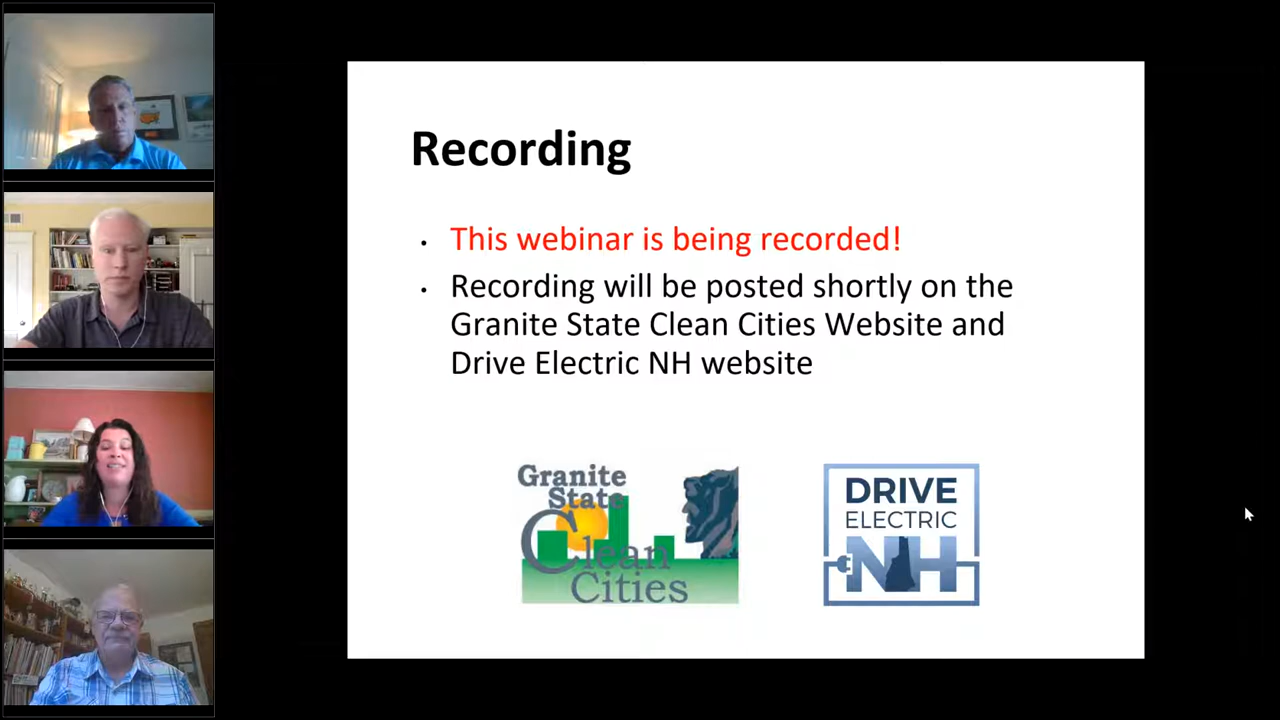 Recording
• This webinar is being recorded!
• Recording will be posted shortly on the
Granite State Clean Cities Website and
Drive Electric NH website
Granite
State
Clean
Cities
DRIVE
ELECTRIC
NH